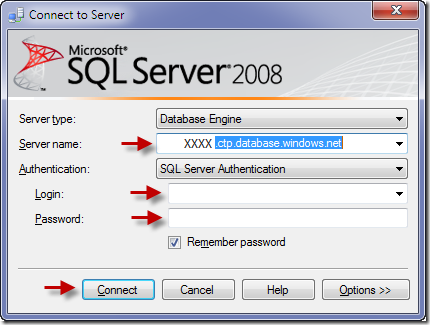 Connect to Server
Microsoft®
SQL Server 2008
Server type: Database Engine
Server name: XXXX .ctp.database.windows.net
Authentication: SQL Server Authentication
Login:
Password:
Remember password
Connect Cancel Help Options >>